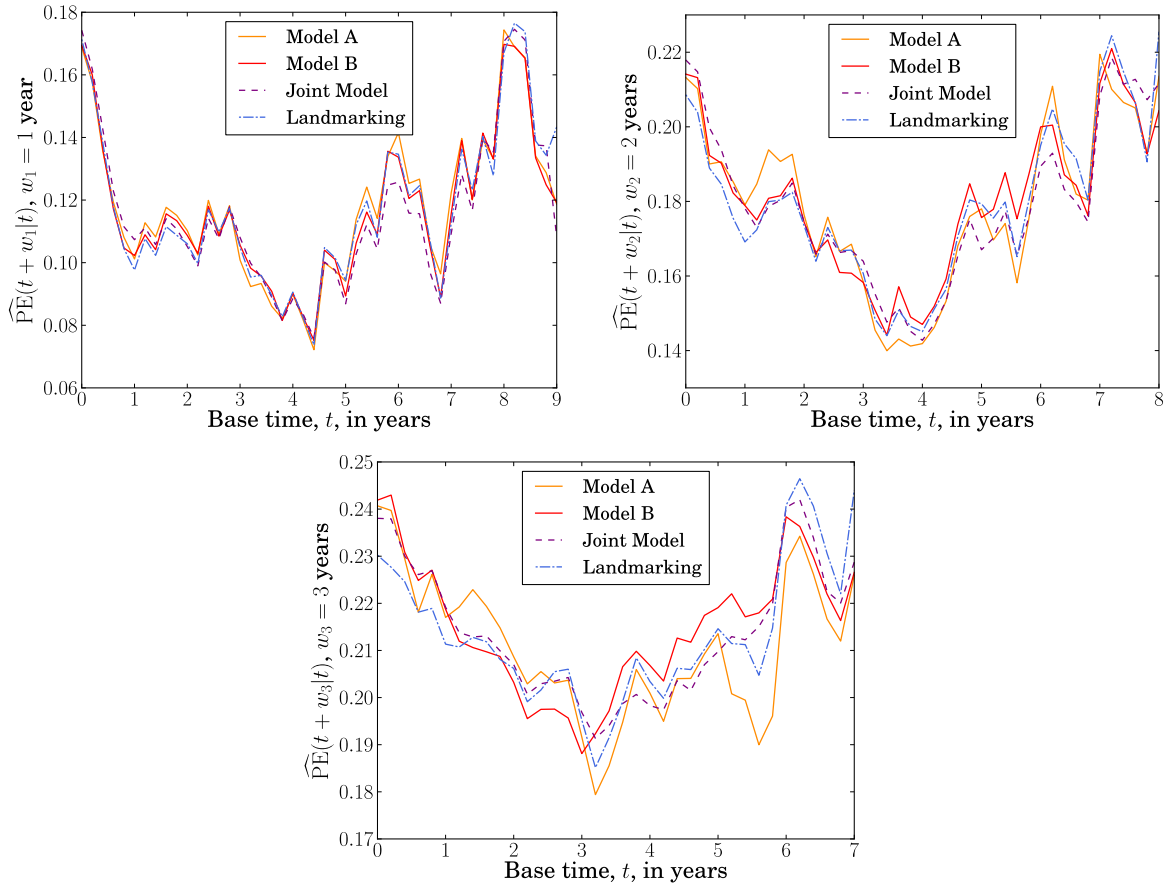 0.18
0.16
0.14
0.12
0.10
0.08
0.06
P̂E(t + w₁|t), w₁ = 1 year
Model A
Model B
Joint Model
Landmarking
0 1 2 3 4 5 6 7 8 9
Base time, t, in years
0.22
0.20
0.18
0.16
0.14
P̂E(t + w₂|t), w₂ = 2 years
Model A
Model B
Joint Model
Landmarking
0 1 2 3 4 5 6 7 8
Base time, t, in years
0.25
0.24
0.23
0.22
0.21
0.20
0.19
0.18
0.17
P̂E(t + w₃|t), w₃ = 3 years
Model A
Model B
Joint Model
Landmarking
0 1 2 3 4 5 6 7
Base time, t, in years